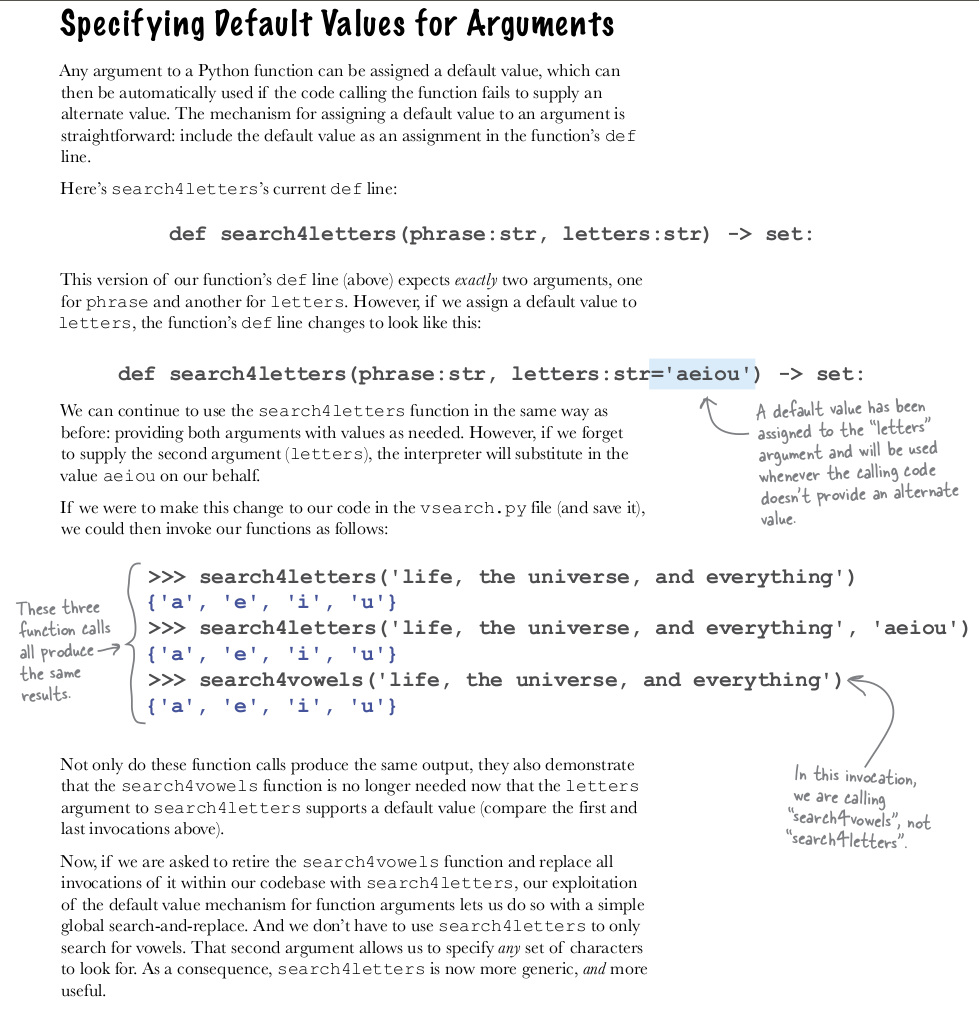 Specifying Default Values for Arguments
Any argument to a Python function can be assigned a default value, which can
then be automatically used if the code calling the function fails to supply an
alternate value. The mechanism for assigning a default value to an argument is
straightforward: include the default value as an assignment in the function's def
line.
Here's search4letters's current def line:
def search4letters(phrase:str, letters:str) -> set:
This version of our function's def line (above) expects exactly two arguments, one
for phrase and another for letters. However, if we assign a default value to
letters, the function's def line changes to look like this:
def search4letters(phrase:str, letters:str='aeiou') -> set:
We can continue to use the search4letters function in the same way as
before: providing both arguments with values as needed. However, if we forget
to supply the second argument (letters), the interpreter will substitute in the
value aeiou on our behalf.
A default value has been
assigned to the "letters"
argument and will be used
whenever the calling code
doesn't provide an alternate
value.
If we were to make this change to our code in the vsearch.py file (and save it),
we could then invoke our functions as follows:
>>> search4letters('life, the universe, and everything')
{'a', 'e', 'i', 'u'}
>>> search4letters('life, the universe, and everything', 'aeiou')
{'a', 'e', 'i', 'u'}
>>> search4vowels('life, the universe, and everything')
{'a', 'e', 'i', 'u'}
These three
function calls
all produce
the same
results.
Not only do these function calls produce the same output, they also demonstrate
that the search4vowels function is no longer needed now that the letters
argument to search4letters supports a default value (compare the first and
last invocations above).
In this invocation,
we are calling
"search4vowels", not
"search4letters".
Now, if we are asked to retire the search4vowels function and replace all
invocations of it within our codebase with search4letters, our exploitation
of the default value mechanism for function arguments lets us do so with a simple
global search-and-replace. And we don't have to use search4letters to only
search for vowels. That second argument allows us to specify any set of characters
to look for. As a consequence, search4letters is now more generic, and more
useful.